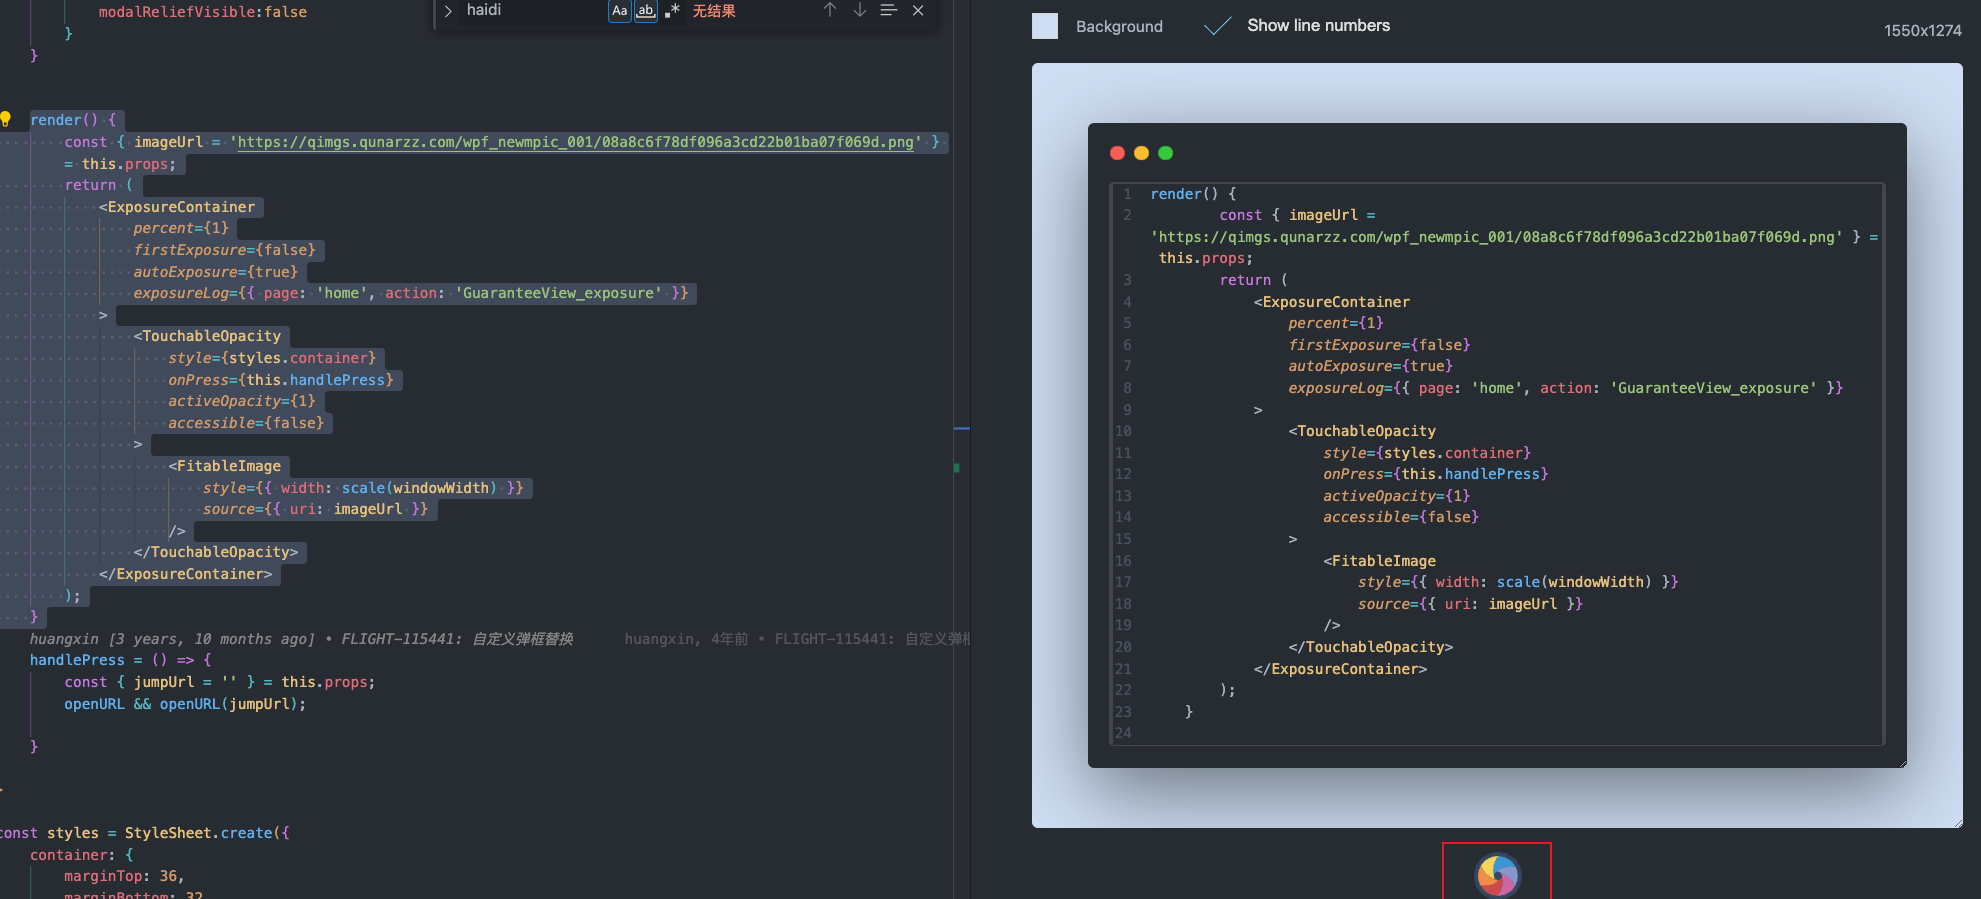 modalReliefVisible:false
}
}
haidi
Aa
ab
.*
无结果
render() {
const { imageUrl = 'https://qimgs.qunarzz.com/wpf_newmpic_001/08a8c6f78df096a3cd22b01ba07f069d.png' }
= this.props;
return (
<ExposureContainer
percent={1}
firstExposure={false}
autoExposure={true}
exposureLog={{ page: 'home', action: 'GuaranteeView_exposure' }}
>
<TouchableOpacity
style={styles.container}
onPress={this.handlePress}
activeOpacity={1}
accessible={false}
>
<FitableImage
style={{ width: scale(windowWidth) }}
source={{ uri: imageUrl }}
/>
</TouchableOpacity>
</ExposureContainer>
);
}
huangxin [3 years, 10 months ago] • FLIGHT-115441: 自定义弹框替换 huangxin, 4年前 • FLIGHT-115441: 自定义弹框
handlePress = () => {
const { jumpUrl = '' } = this.props;
openURL && openURL(jumpUrl);
}
const styles = StyleSheet.create({
container: {
marginTop: 36,
marginBottom: 32
Background
Show line numbers
1550x1274
1 render() {
2 const { imageUrl =
'https://qimgs.qunarzz.com/wpf_newmpic_001/08a8c6f78df096a3cd22b01ba07f069d.png' } =
this.props;
3 return (
4 <ExposureContainer
5 percent={1}
6 firstExposure={false}
7 autoExposure={true}
8 exposureLog={{ page: 'home', action: 'GuaranteeView_exposure' }}
9 >
10 <TouchableOpacity
11 style={styles.container}
12 onPress={this.handlePress}
13 activeOpacity={1}
14 accessible={false}
15 >
16 <FitableImage
17 style={{ width: scale(windowWidth) }}
18 source={{ uri: imageUrl }}
19 />
20 </TouchableOpacity>
21 </ExposureContainer>
22 );
23 }
24